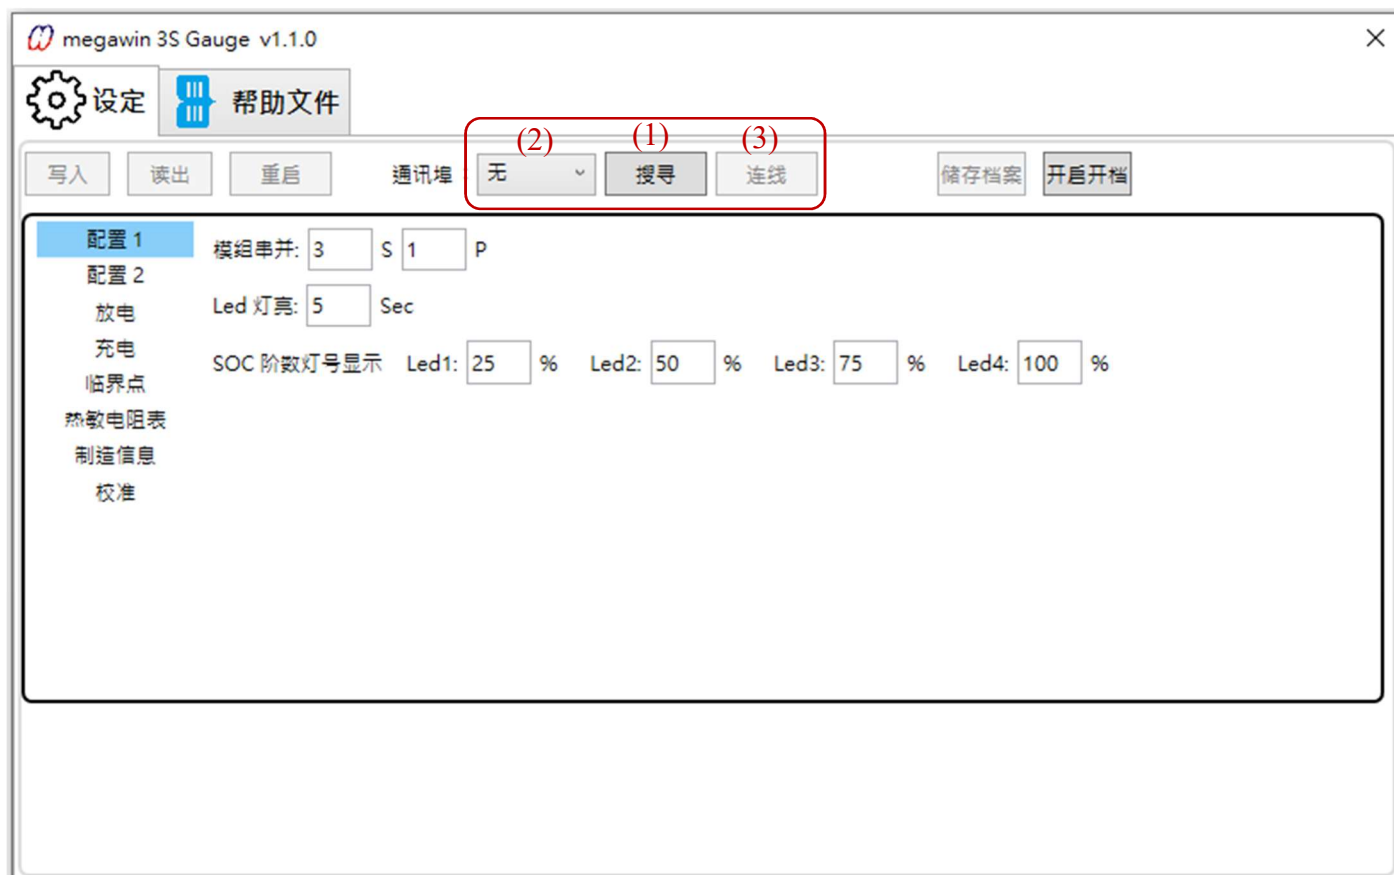 megawin 3S Gauge v1.1.0
设定 帮助文件
(2) (1) (3)
写入 读出 重启 通讯埠 无 搜寻 连线 储存档案 开启开档
配置 1
模组串并: 3 S 1 P
配置 2
Led 灯亮: 5 Sec
放电
充电
SOC 阶数灯号显示 Led1: 25 % Led2: 50 % Led3: 75 % Led4: 100 %
临界点
热敏电阻表
制造信息
校准